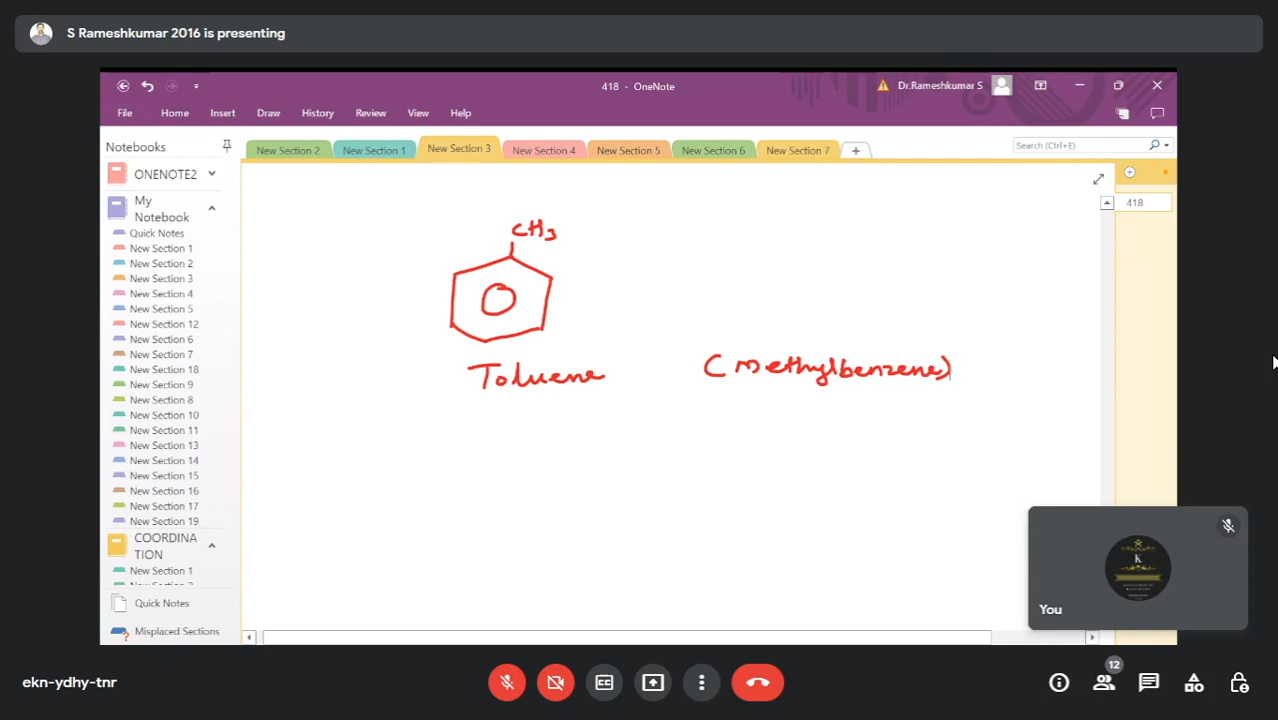 S Rameshkumar 2016 is presenting
418 - OneNote
Dr.Rameshkumar S
File Home Insert Draw History Review View Help
Notebooks
New Section 2 New Section 1 New Section 3 New Section 4 New Section 5 New Section 6 New Section 7 +
Search (Ctrl+E)
ONENOTE2
My
Notebook
Quick Notes
New Section 1
New Section 2
New Section 3
New Section 4
New Section 5
New Section 12
New Section 6
New Section 7
New Section 18
New Section 9
New Section 8
New Section 10
New Section 11
New Section 13
New Section 14
New Section 15
New Section 16
New Section 17
New Section 19
COORDINA
TION
New Section 1
Quick Notes
Misplaced Sections
418
CH3
Toluene (methylbenzene)
K
You
ekn-ydhy-tnr
CC
12